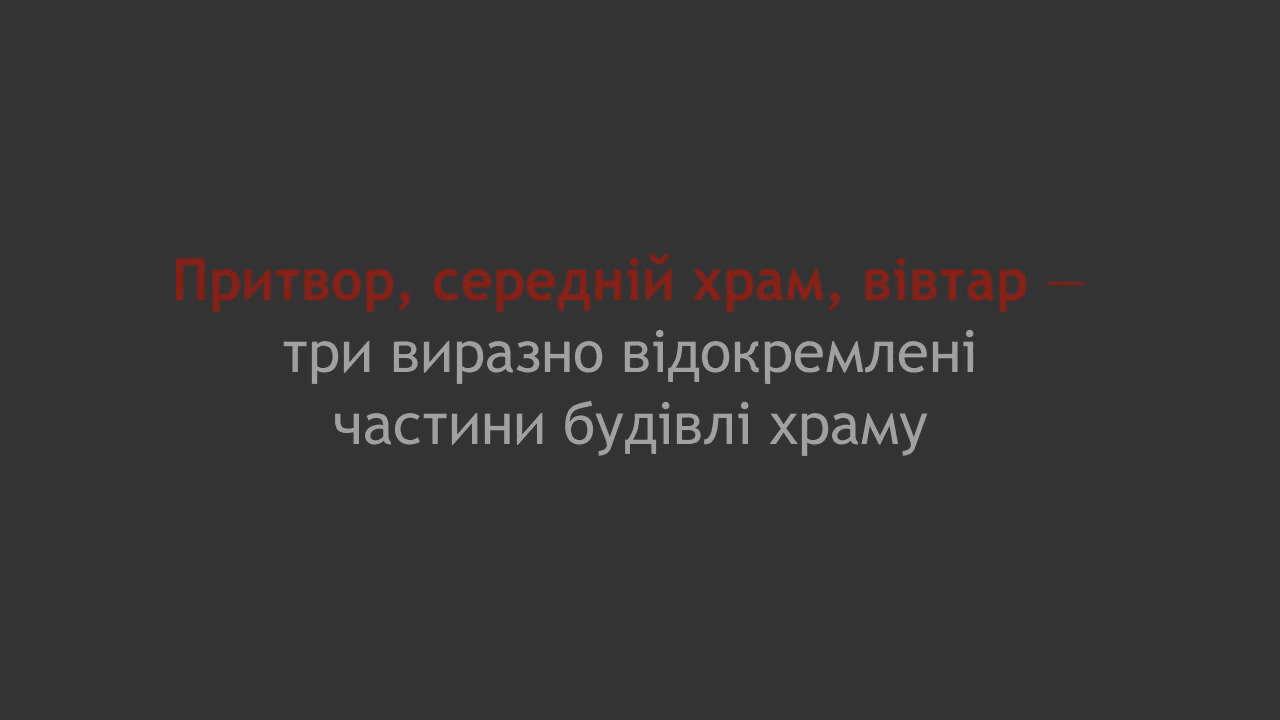 Притвор, середній храм, вівтар —
три виразно відокремлені
частини будівлі храму